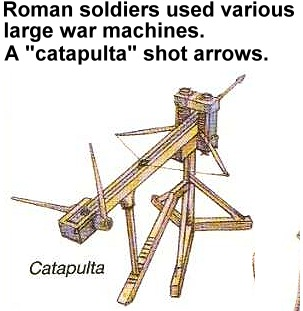 Roman soldiers used various
large war machines.
A "catapulta" shot arrows.
Catapulta